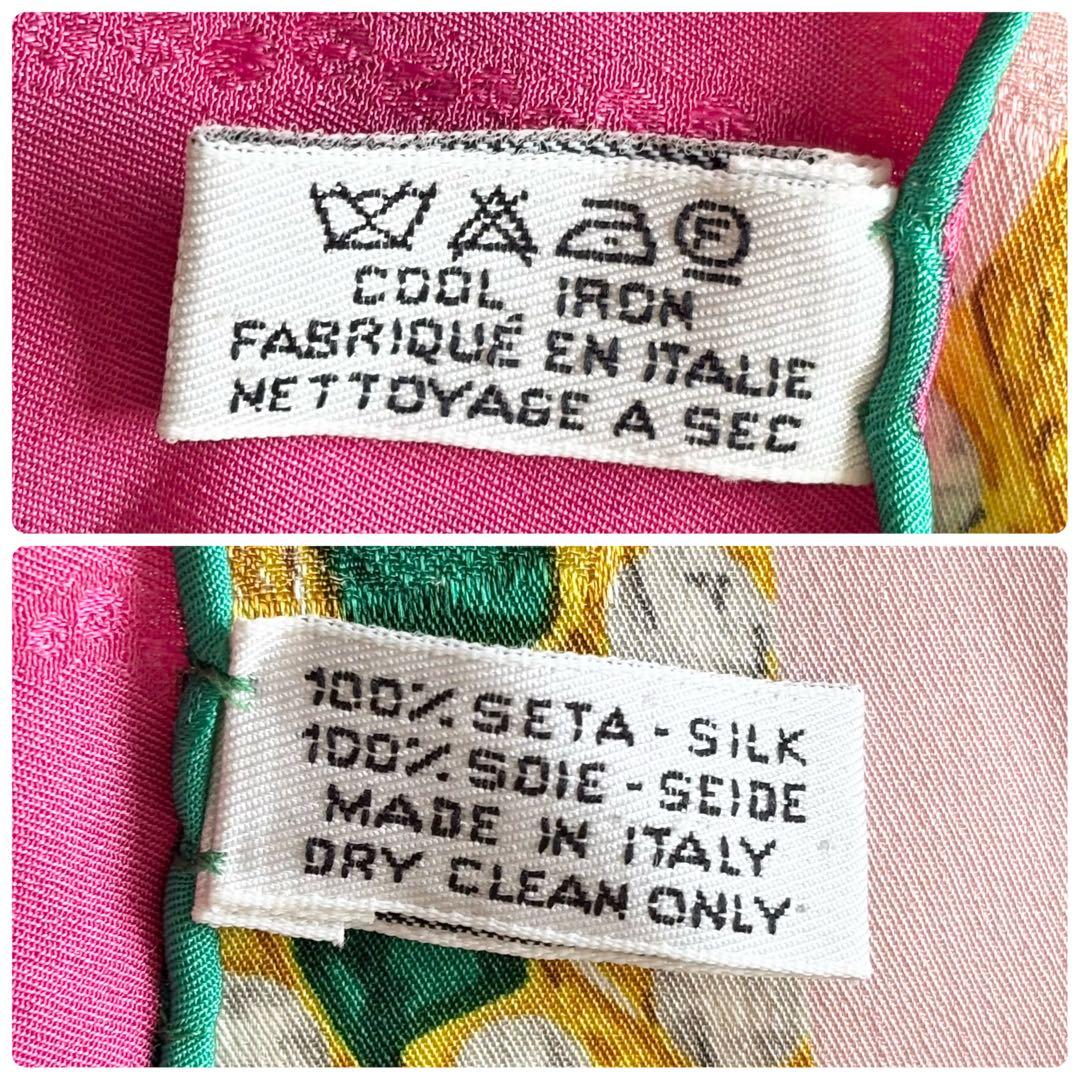 F
COOL IRON
FABRIQUÉ EN ITALIE
NETTOYAGE A SEC
100% SETA - SILK
100% SOIE - SEIDE
MADE IN ITALY
DRY CLEAN ONLY